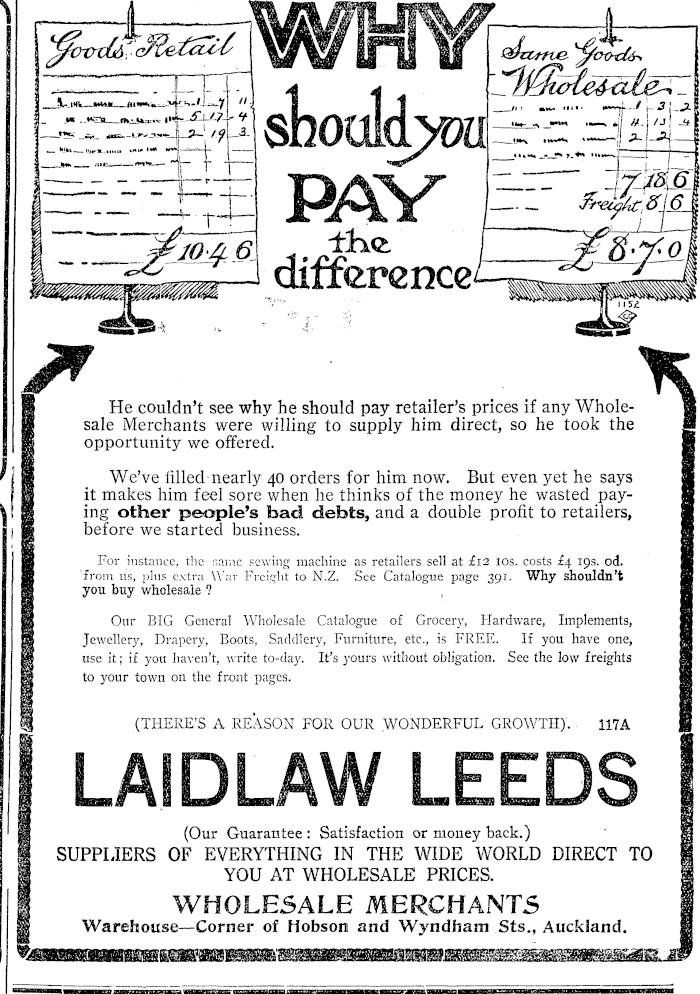 WHY
should you
PAY
the
difference
Goods Retail
1 7 11
5 17 4
2 19 3
£ 10.4 6
Same Goods
Wholesale
1 3 2
4 13 4
2 2
7 18 6
Freight 8 6
£ 8.7.0
1152
He couldn't see why he should pay retailer's prices if any Whole-
sale Merchants were willing to supply him direct, so he took the
opportunity we offered.
We've filled nearly 40 orders for him now. But even yet he says
it makes him feel sore when he thinks of the money he wasted pay-
ing other people's bad debts, and a double profit to retailers,
before we started business.
For instance, the same sewing machine as retailers sell at £12 10s. costs £4 19s. od.
from us, plus extra War Freight to N.Z. See Catalogue page 391. Why shouldn't
you buy wholesale ?
Our BIG General Wholesale Catalogue of Grocery, Hardware, Implements,
Jewellery, Drapery, Boots, Saddlery, Furniture, etc., is FREE. If you have one,
use it; if you haven't, write to-day. It's yours without obligation. See the low freights
to your town on the front pages.
(THERE'S A REASON FOR OUR WONDERFUL GROWTH). 117A
LAIDLAW LEEDS
(Our Guarantee: Satisfaction or money back.)
SUPPLIERS OF EVERYTHING IN THE WIDE WORLD DIRECT TO
YOU AT WHOLESALE PRICES.
WHOLESALE MERCHANTS
Warehouse—Corner of Hobson and Wyndham Sts., Auckland.